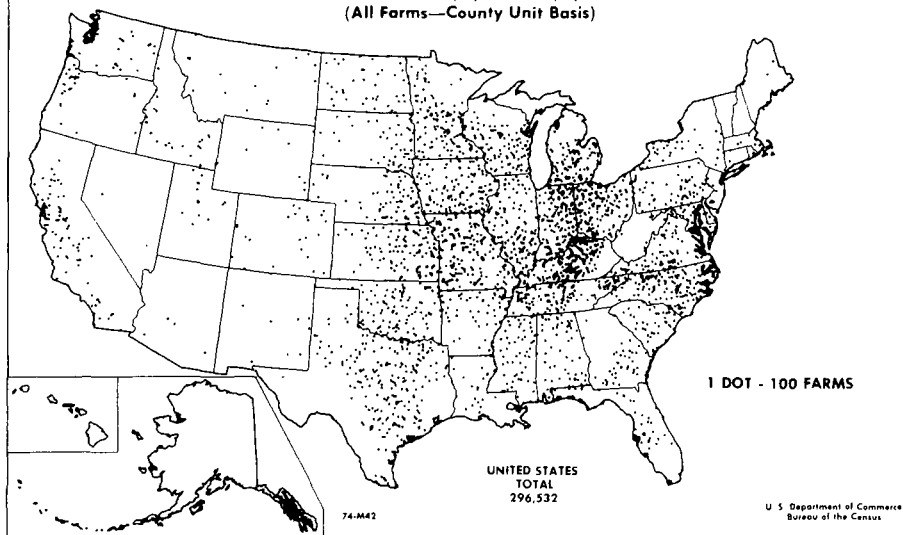 (All Farms—County Unit Basis)
1 DOT - 100 FARMS
UNITED STATES
TOTAL
296,532
74-M42
U S Department of Commerce
Bureau of the Census